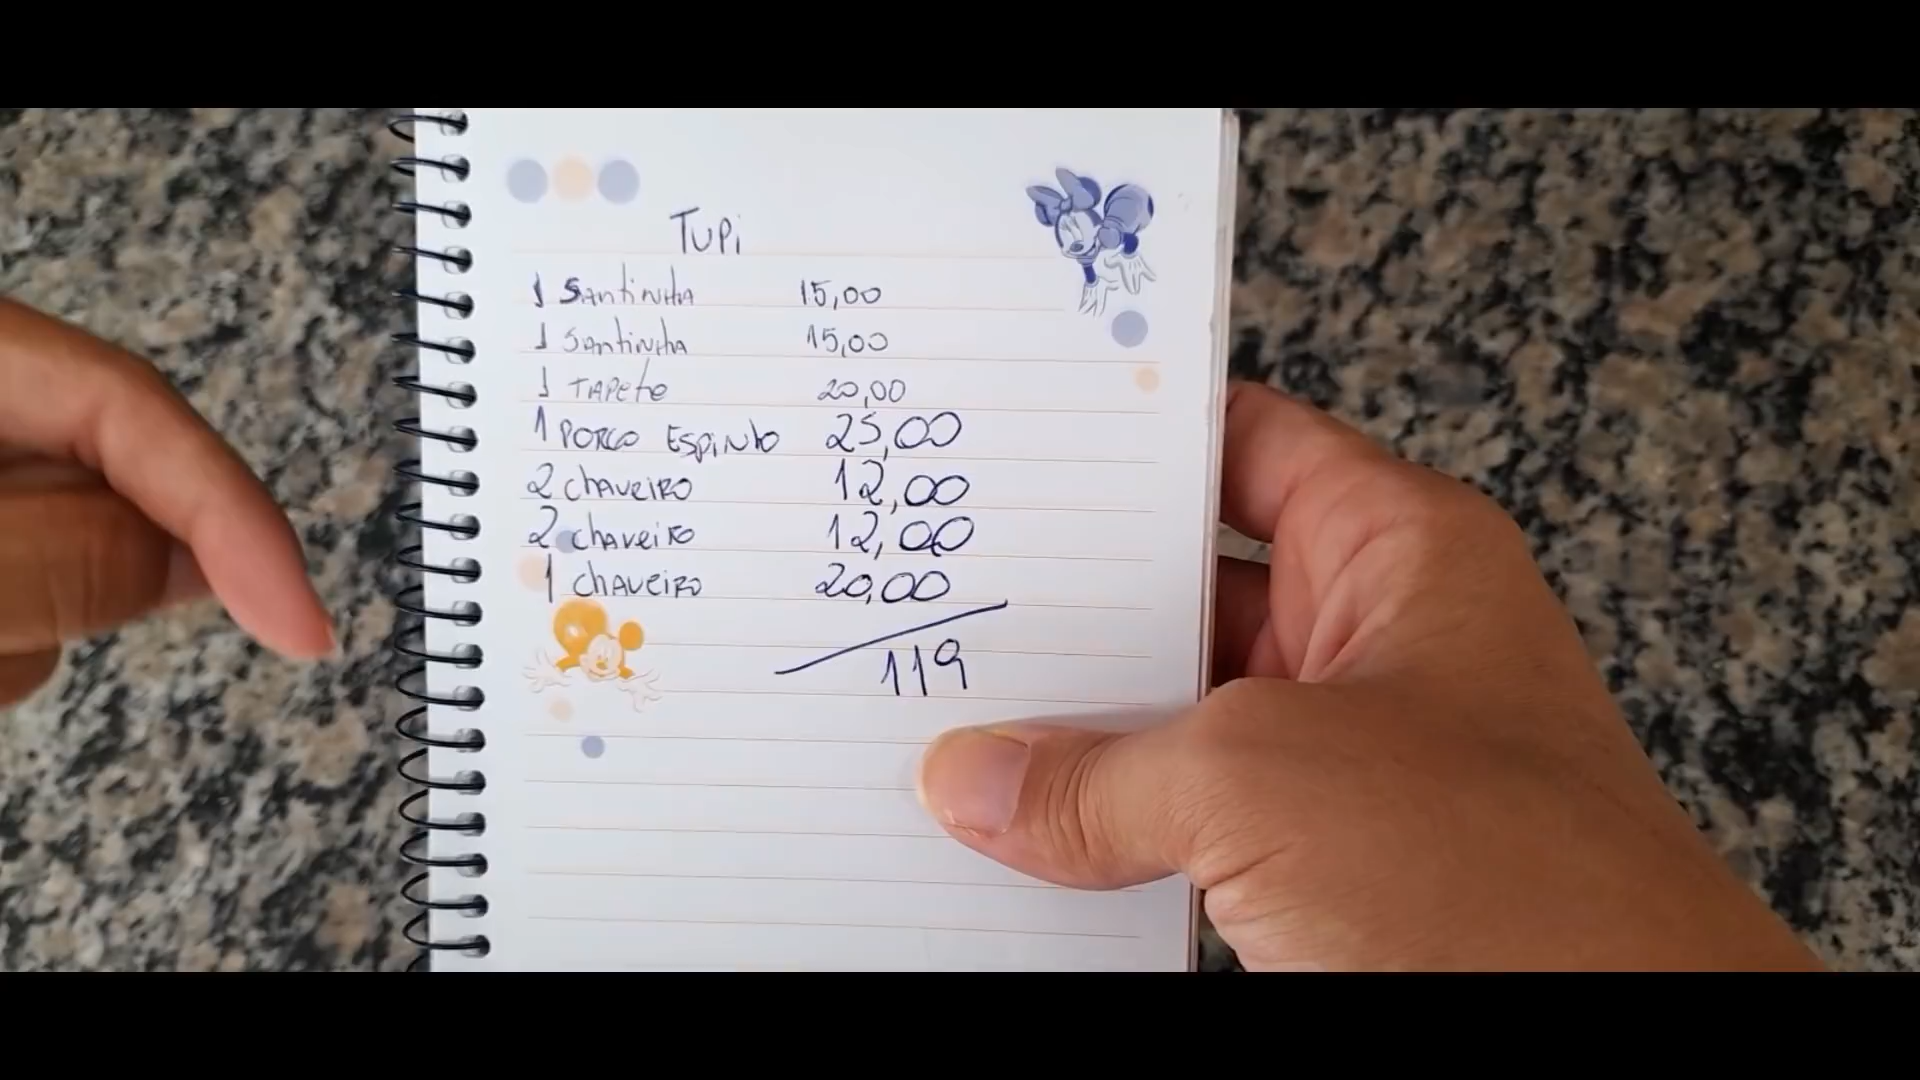 TUPi
1 SANtiNHA 15,00
1 SANtiNHA 15,00
1 TAPEte 20,00
1 PORCO ESPiNHO 25,00
2 chAVEiRO 12,00
2 chAVEiRO 12,00
1 chAVEiRO 20,00
119